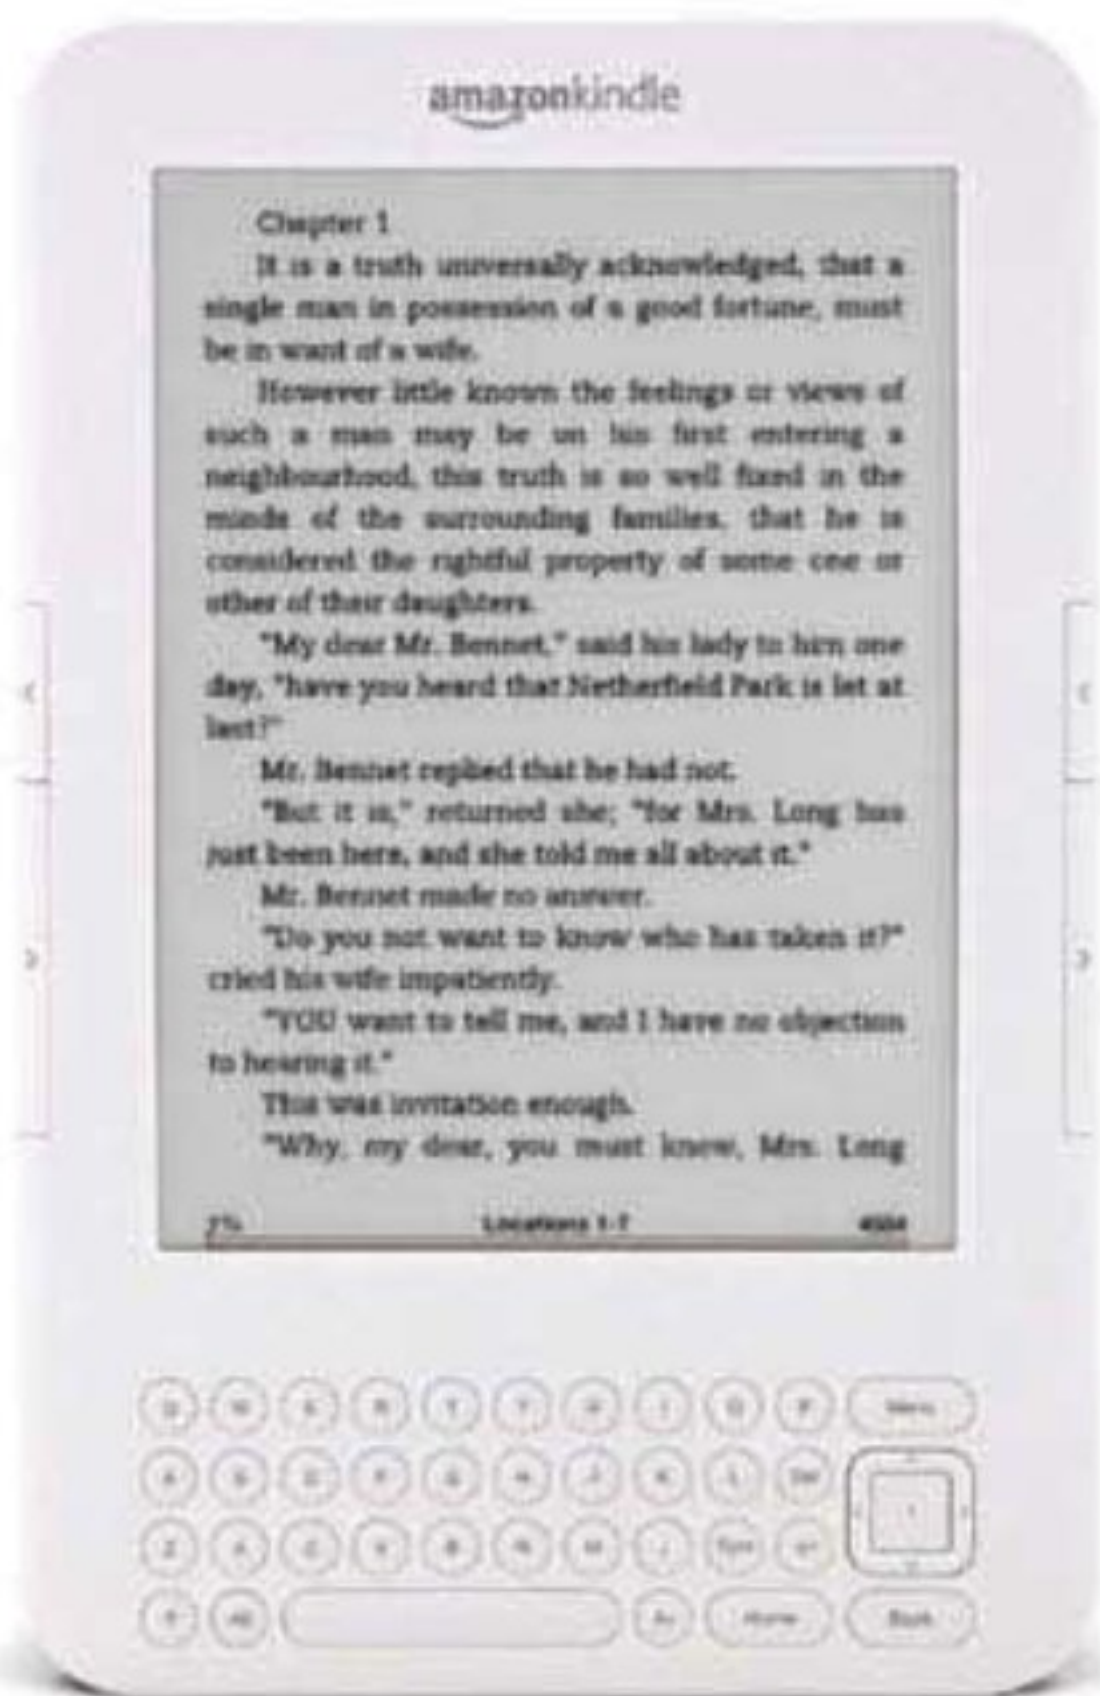 amazonkindle
Chapter 1
It is a truth universally acknowledged, that a
single man in possession of a good fortune, must
be in want of a wife.
However little known the feelings or views of
such a man may be on his first entering a
neighbourhood, this truth is so well fixed in the
minds of the surrounding families, that he is
considered the rightful property of some one or
other of their daughters.
"My dear Mr. Bennet," said his lady to him one
day, "have you heard that Netherfield Park is let at
last?"
Mr. Bennet replied that he had not.
"But it is," returned she; "for Mrs. Long has
just been here, and she told me all about it."
Mr. Bennet made no answer.
"Do you not want to know who has taken it?"
cried his wife impatiently.
"YOU want to tell me, and I have no objection
to hearing it."
This was invitation enough.
"Why, my dear, you must know, Mrs. Long
Locations 1-7
Q W E R T Y U I O P Menu
A S D F G H J K L Del
Z X C V B N M . Sym
Aa Home Back